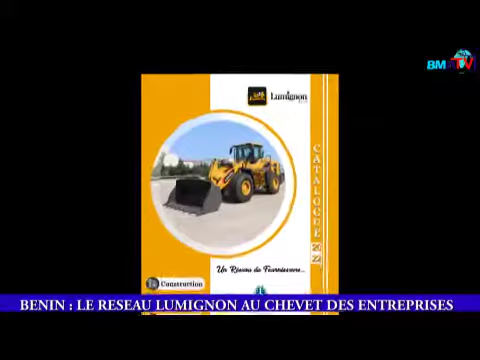 BM TV
Lumignon
CATALOGUE
2022
Un Réseau de Fournisseurs...
Construction
BENIN : LE RESEAU LUMIGNON AU CHEVET DES ENTREPRISES